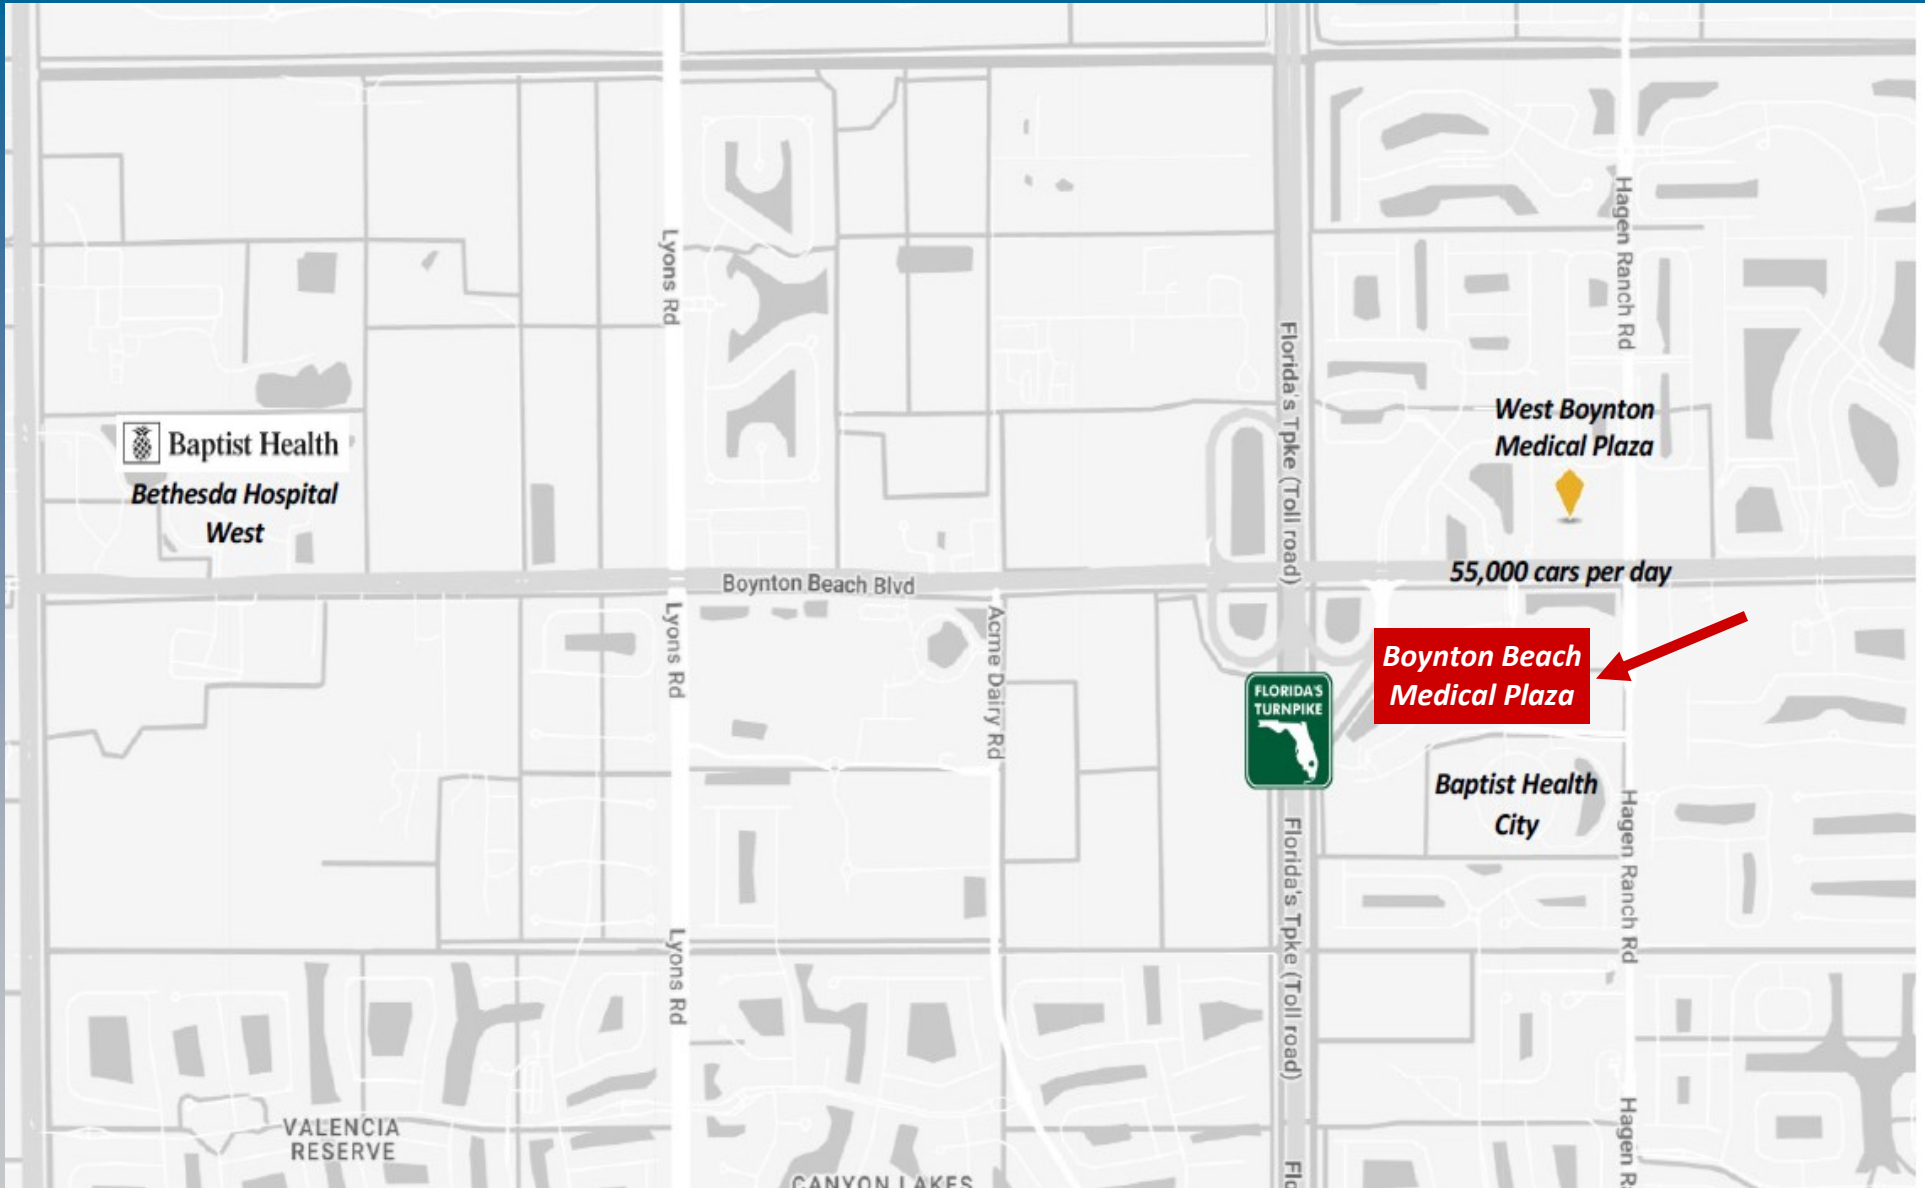 Lyons Rd
Hagen Ranch Rd
Florida's Tpke (Toll road)
West Boynton
Medical Plaza
Baptist Health
Bethesda Hospital
West
Boynton Beach Blvd
55,000 cars per day
Lyons Rd
Acme Dairy Rd
Boynton Beach
Medical Plaza
FLORIDA'S
TURNPIKE
Baptist Health
City
Hagen Ranch Rd
Florida's Tpke (Toll road)
Lyons Rd
VALENCIA
RESERVE
CANYON LAKES
Hagen R
Flo